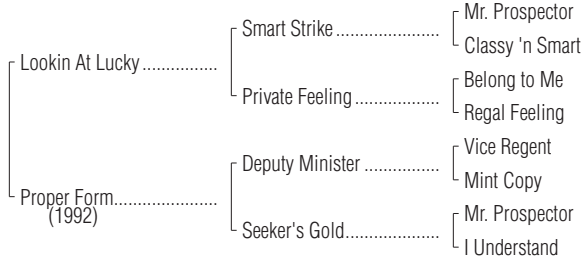 Mr. Prospector
Smart Strike ..................
Classy 'n Smart
Lookin At Lucky ...............
Belong to Me
Private Feeling ..................
Regal Feeling
Vice Regent
Deputy Minister ................
Mint Copy
Proper Form.....................
(1992)
Mr. Prospector
Seeker's Gold....................
I Understand